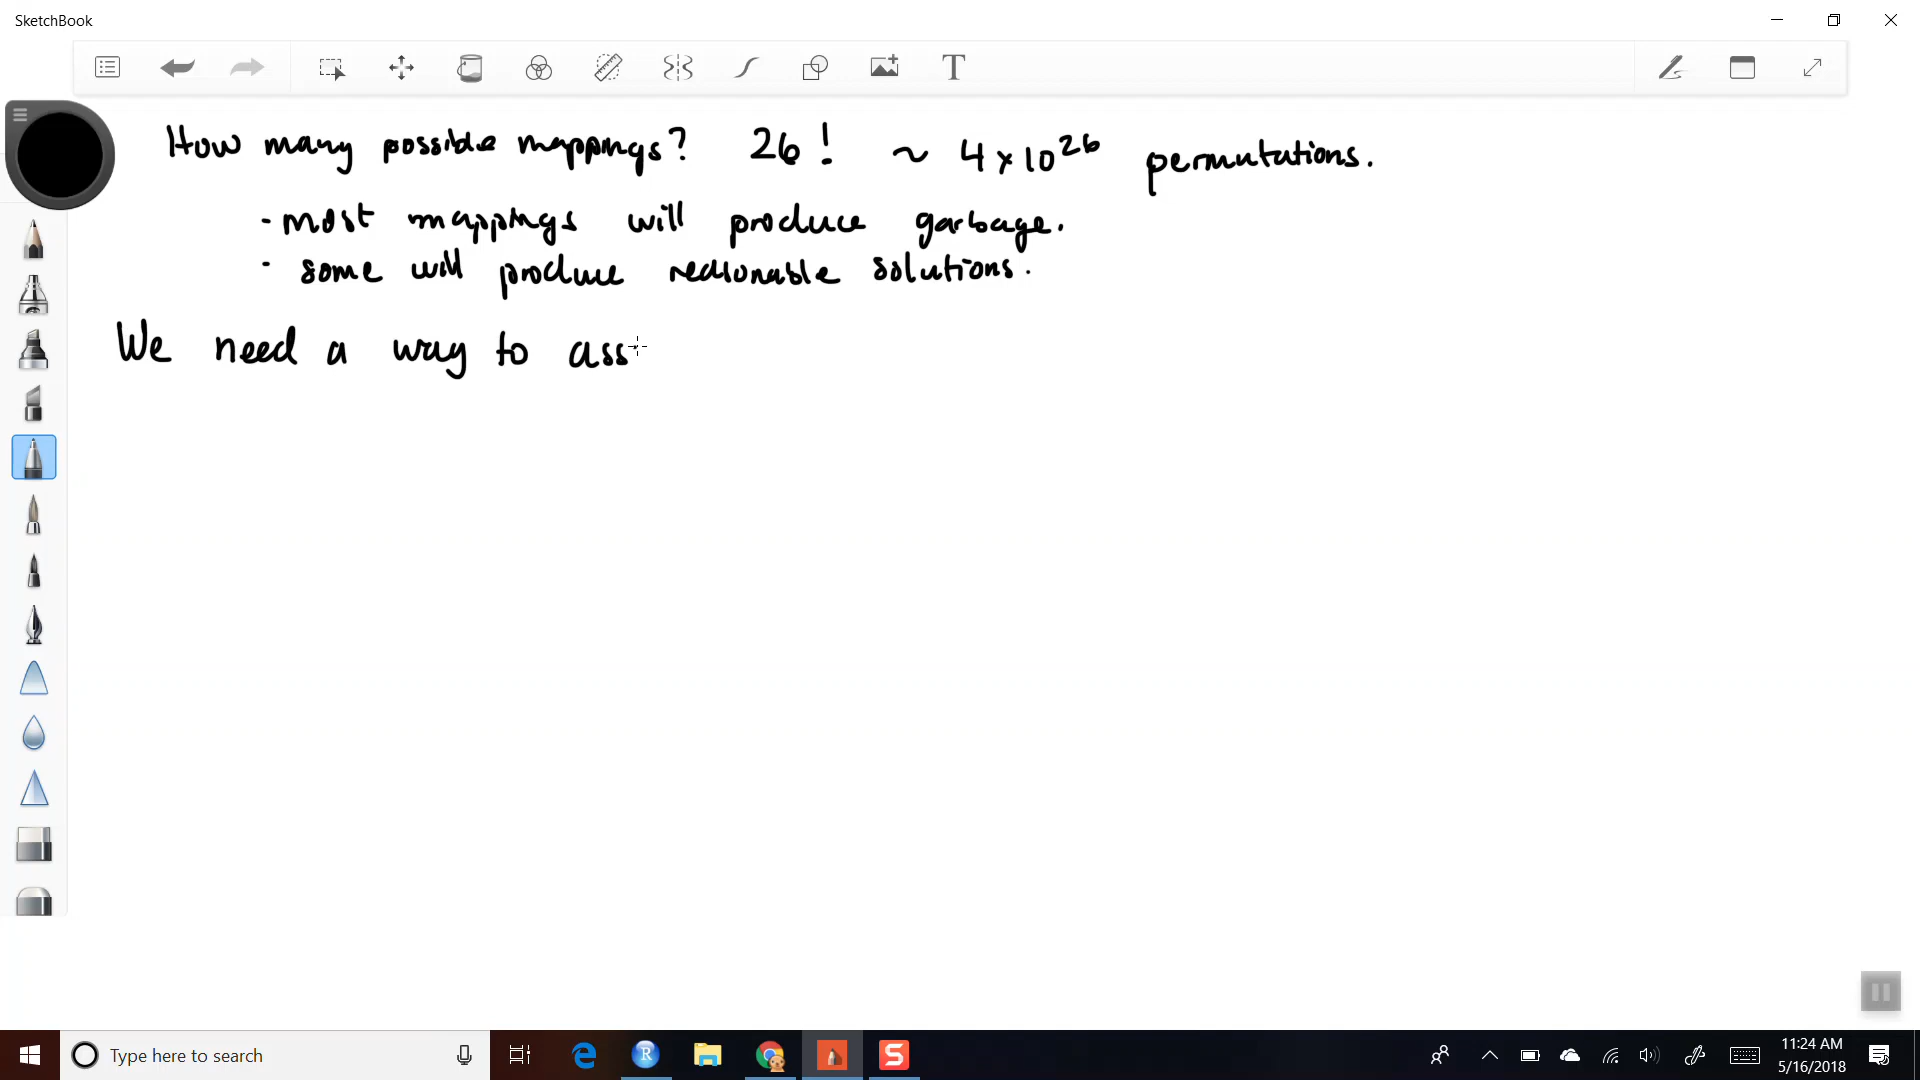 SketchBook
T
How many possible mappings? 26! ~ 4 x 10^26 permutations.
- most mappings will produce garbage.
- some will produce reasonable solutions.
We need a way to ass
Type here to search
11:24 AM
5/16/2018